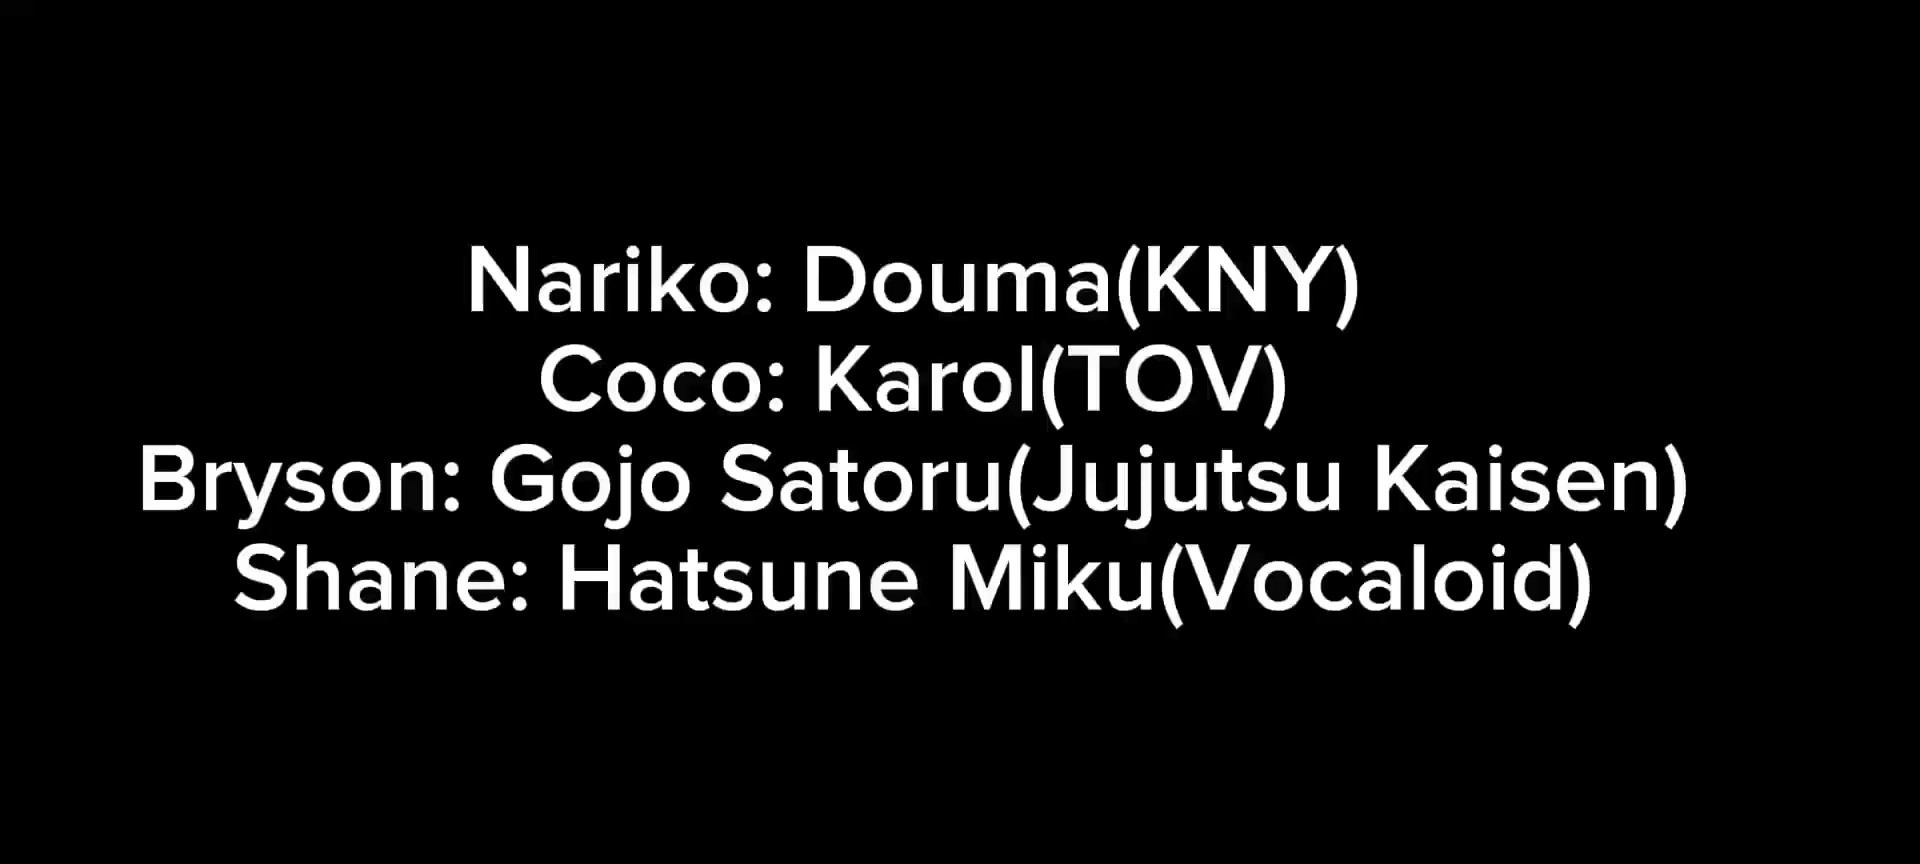 Nariko: Douma(KNY)
Coco: Karol(TOV)
Bryson: Gojo Satoru(Jujutsu Kaisen)
Shane: Hatsune Miku(Vocaloid)